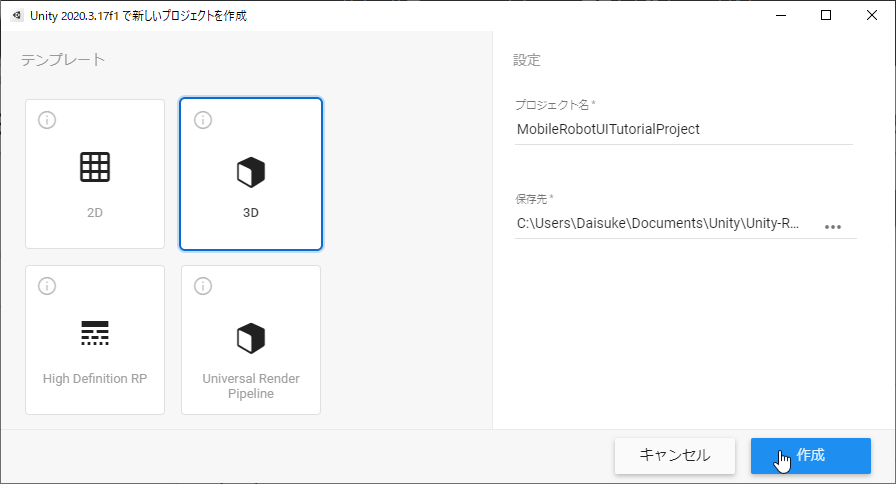 Unity 2020.3.17f1 で新しいプロジェクトを作成
テンプレート
2D
3D
High Definition RP
Universal Render
Pipeline
設定
プロジェクト名*
MobileRobotUITutorialProject
保存先*
C:\Users\Daisuke\Documents\Unity\Unity-R...
キャンセル
作成